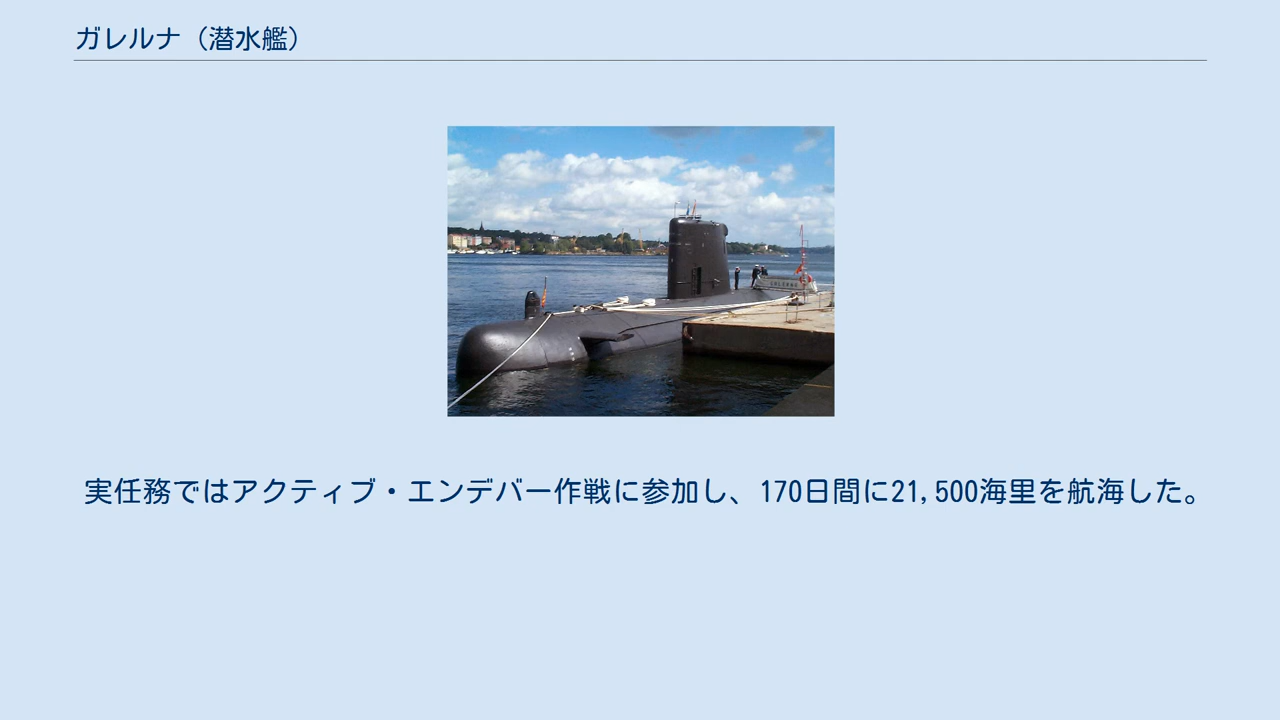 ガレルナ（潜水艦）
実任務ではアクティブ・エンデバー作戦に参加し、170日間に21,500海里を航海した。